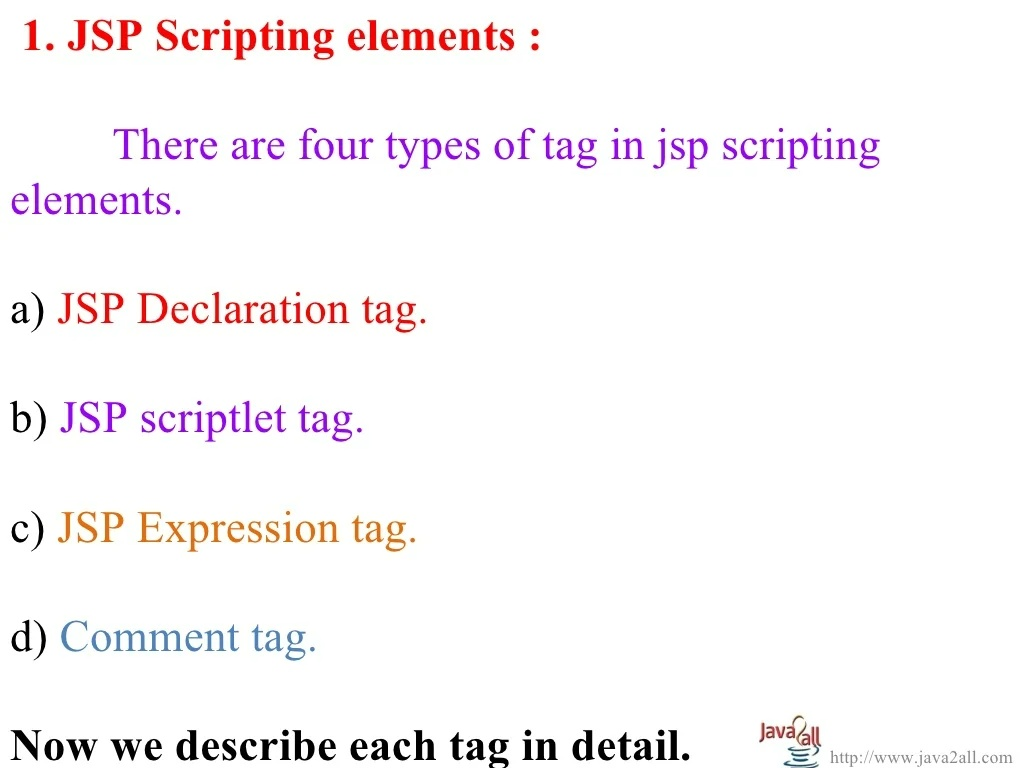 1. JSP Scripting elements :
There are four types of tag in jsp scripting
elements.
a) JSP Declaration tag.
b) JSP scriptlet tag.
c) JSP Expression tag.
d) Comment tag.
Now we describe each tag in detail.
Java2all
http://www.java2all.com